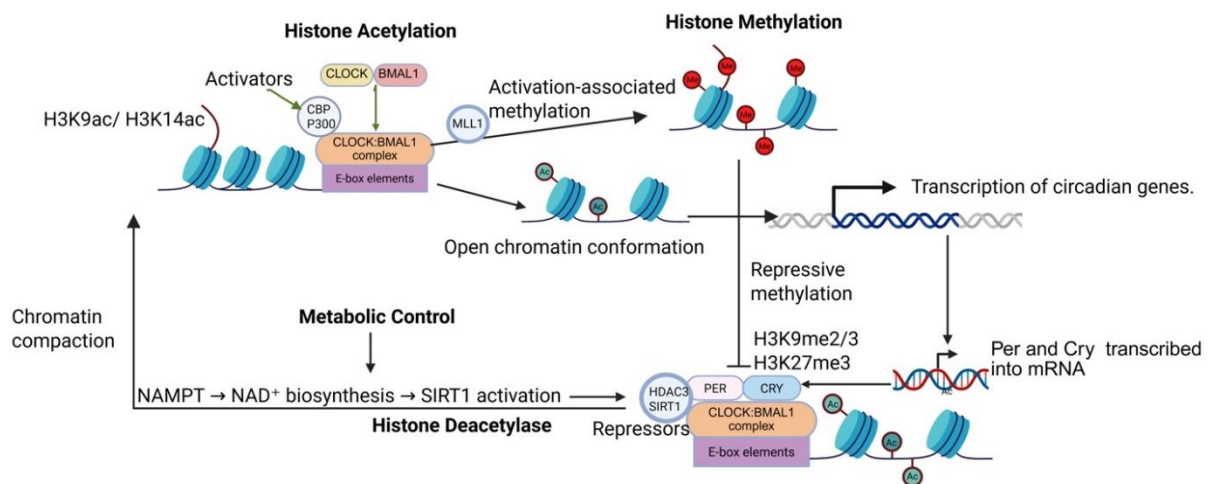 Histone Acetylation
Histone Methylation
Activators
CLOCK
BMAL1
Activation-associated
methylation
H3K9ac/ H3K14ac
CBP
P300
MLL1
CLOCK:BMAL1
complex
E-box elements
Me
Me
Me
Me
Me
Ac
Ac
Open chromatin conformation
Transcription of circadian genes.
Repressive
methylation
Chromatin
compaction
Metabolic Control
H3K9me2/3
H3K27me3
Per and Cry transcribed
into mRNA
Ac
NAMPT → NAD⁺ biosynthesis → SIRT1 activation
Histone Deacetylase
HDAC3
SIRT1
PER
CRY
Repressors
CLOCK:BMAL1
complex
E-box elements
Ac
Ac
Ac